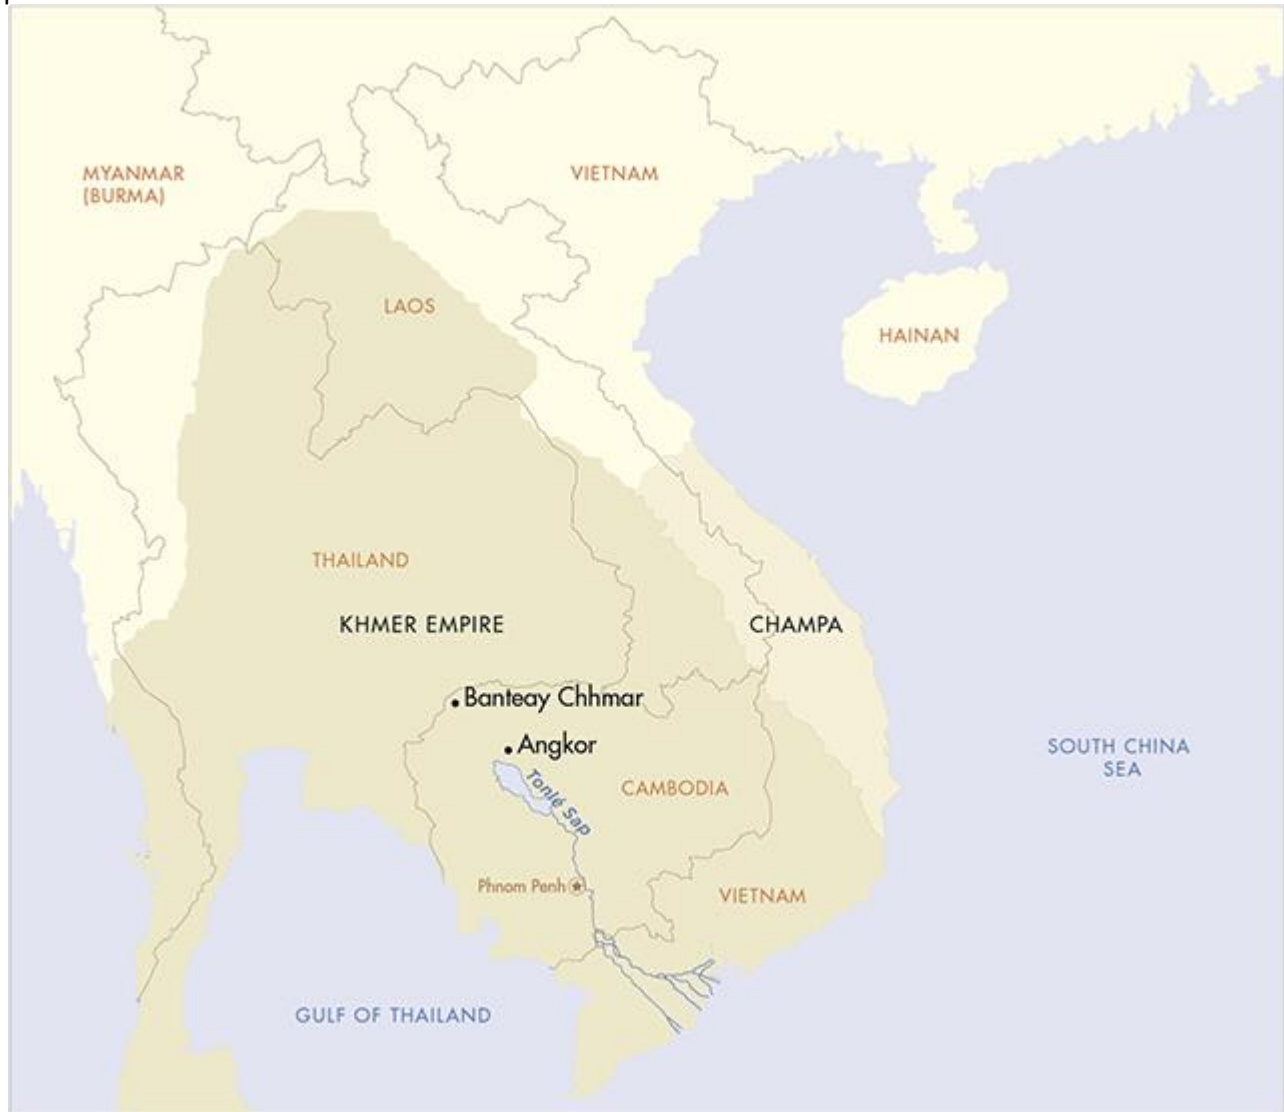 MYANMAR
(BURMA)
VIETNAM
LAOS
HAINAN
THAILAND
KHMER EMPIRE
CHAMPA
Banteay Chhmar
Angkor
Tonlé Sap
CAMBODIA
SOUTH CHINA
SEA
Phnom Penh
VIETNAM
GULF OF THAILAND